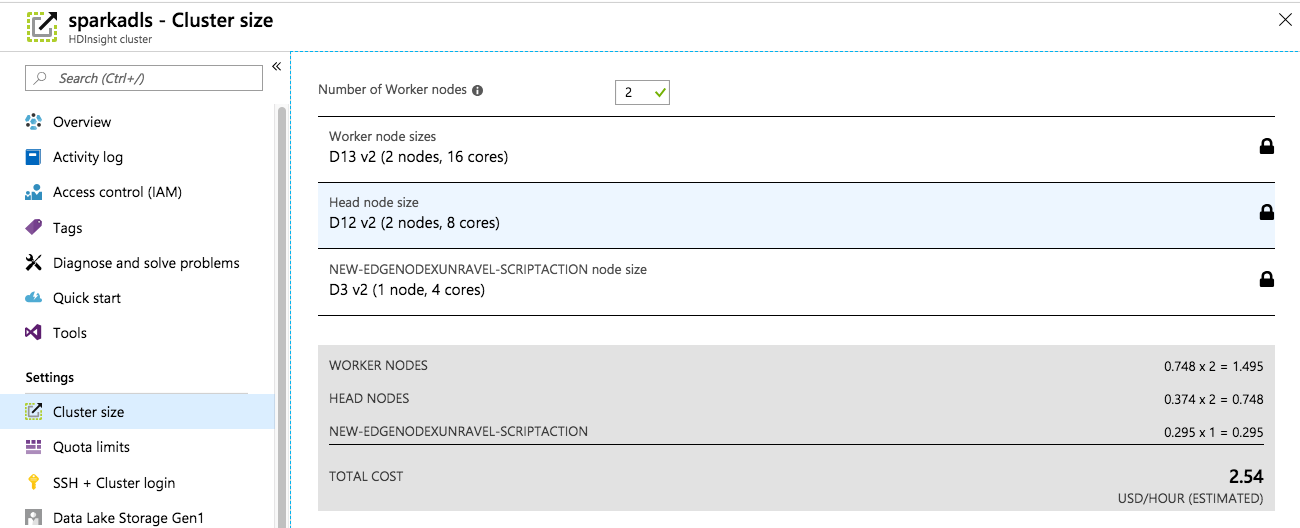 sparkadls - Cluster size
HDInsight cluster
Search (Ctrl+/)
Overview
Activity log
Access control (IAM)
Tags
Diagnose and solve problems
Quick start
Tools
Settings
Cluster size
Quota limits
SSH + Cluster login
Data Lake Storage Gen1
Number of Worker nodes
2
Worker node sizes
D13 v2 (2 nodes, 16 cores)
Head node size
D12 v2 (2 nodes, 8 cores)
NEW-EDGENODEXUNRAVEL-SCRIPTACTION node size
D3 v2 (1 node, 4 cores)
WORKER NODES 0.748 x 2 = 1.495
HEAD NODES 0.374 x 2 = 0.748
NEW-EDGENODEXUNRAVEL-SCRIPTACTION 0.295 x 1 = 0.295
TOTAL COST 2.54
USD/HOUR (ESTIMATED)